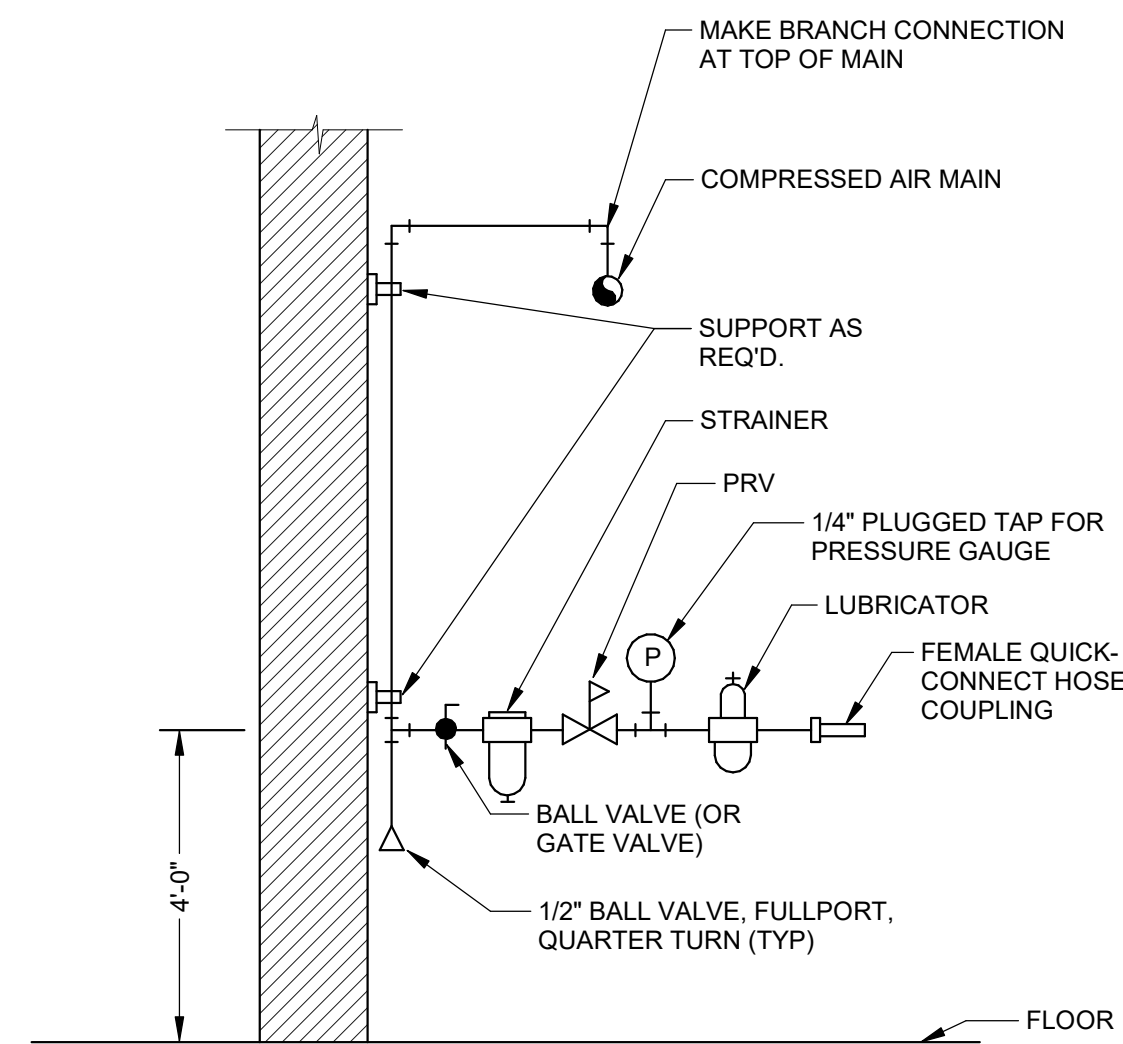 MAKE BRANCH CONNECTION
AT TOP OF MAIN
COMPRESSED AIR MAIN
SUPPORT AS
REQ'D.
STRAINER
PRV
1/4" PLUGGED TAP FOR
PRESSURE GAUGE
LUBRICATOR
P
FEMALE QUICK-
CONNECT HOSE
COUPLING
BALL VALVE (OR
GATE VALVE)
4'-0"
1/2" BALL VALVE, FULLPORT,
QUARTER TURN (TYP)
FLOOR